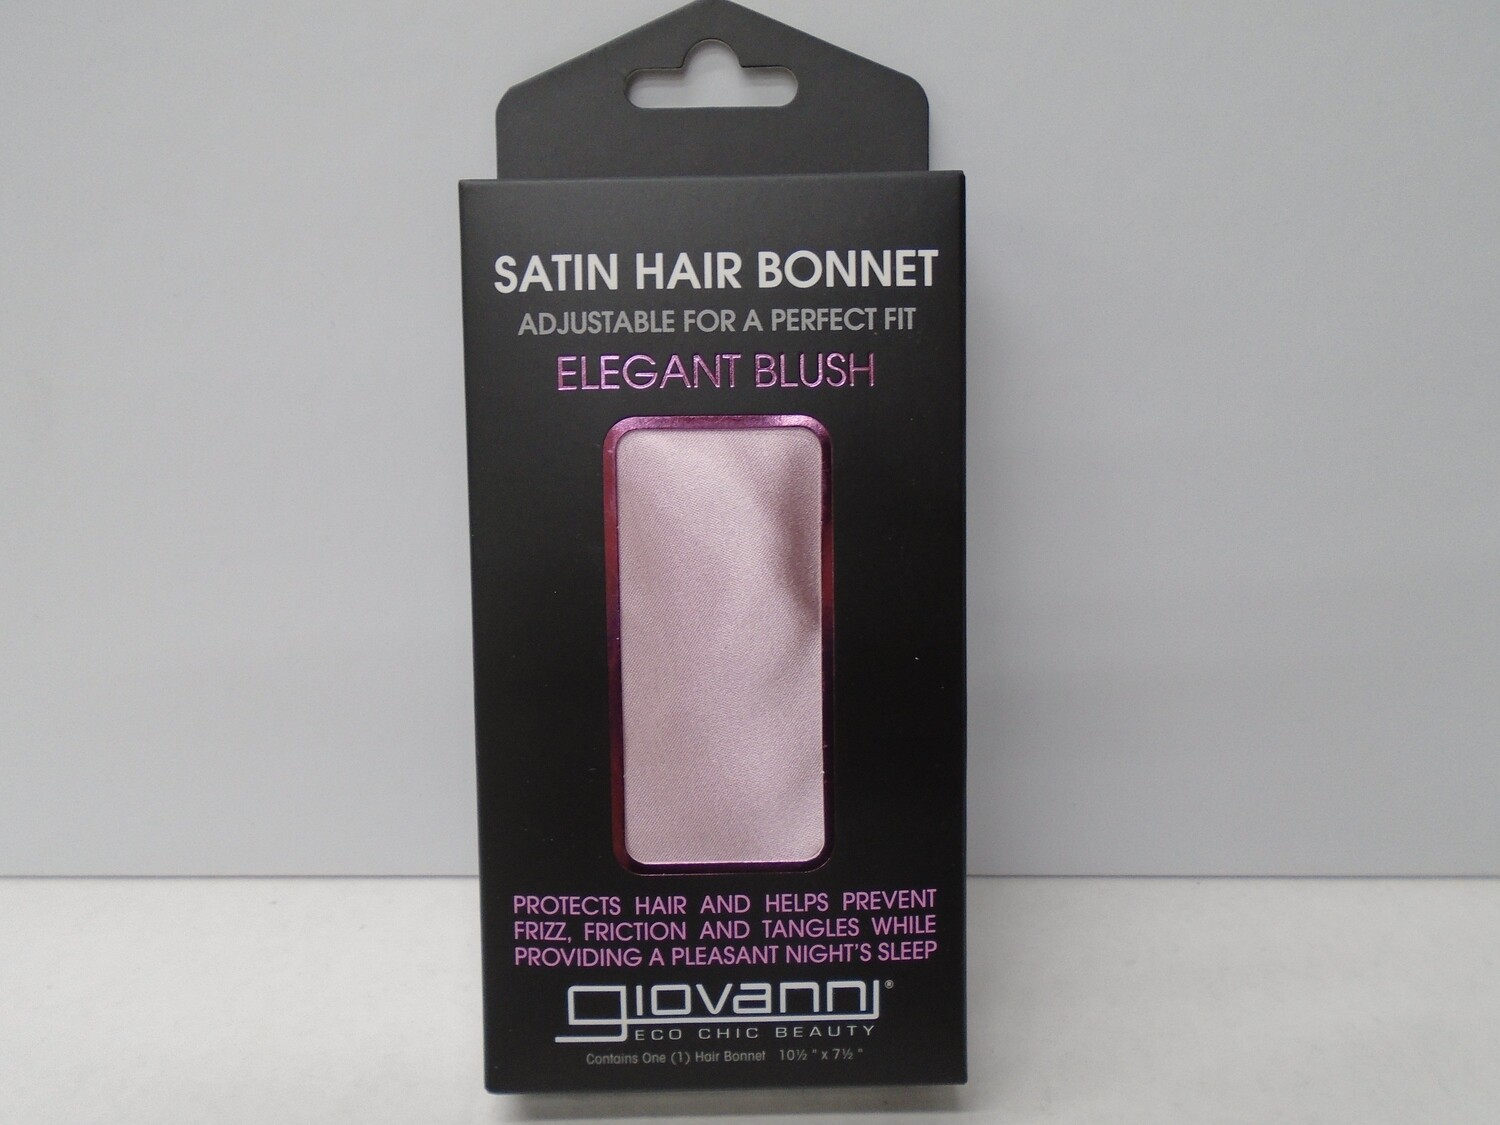 SATIN HAIR BONNET
ADJUSTABLE FOR A PERFECT FIT
ELEGANT BLUSH
PROTECTS HAIR AND HELPS PREVENT
FRIZZ, FRICTION AND TANGLES WHILE
PROVIDING A PLEASANT NIGHT'S SLEEP
giovanni®
ECO CHIC BEAUTY
Contains One (1) Hair Bonnet 10½ " x 7½ "